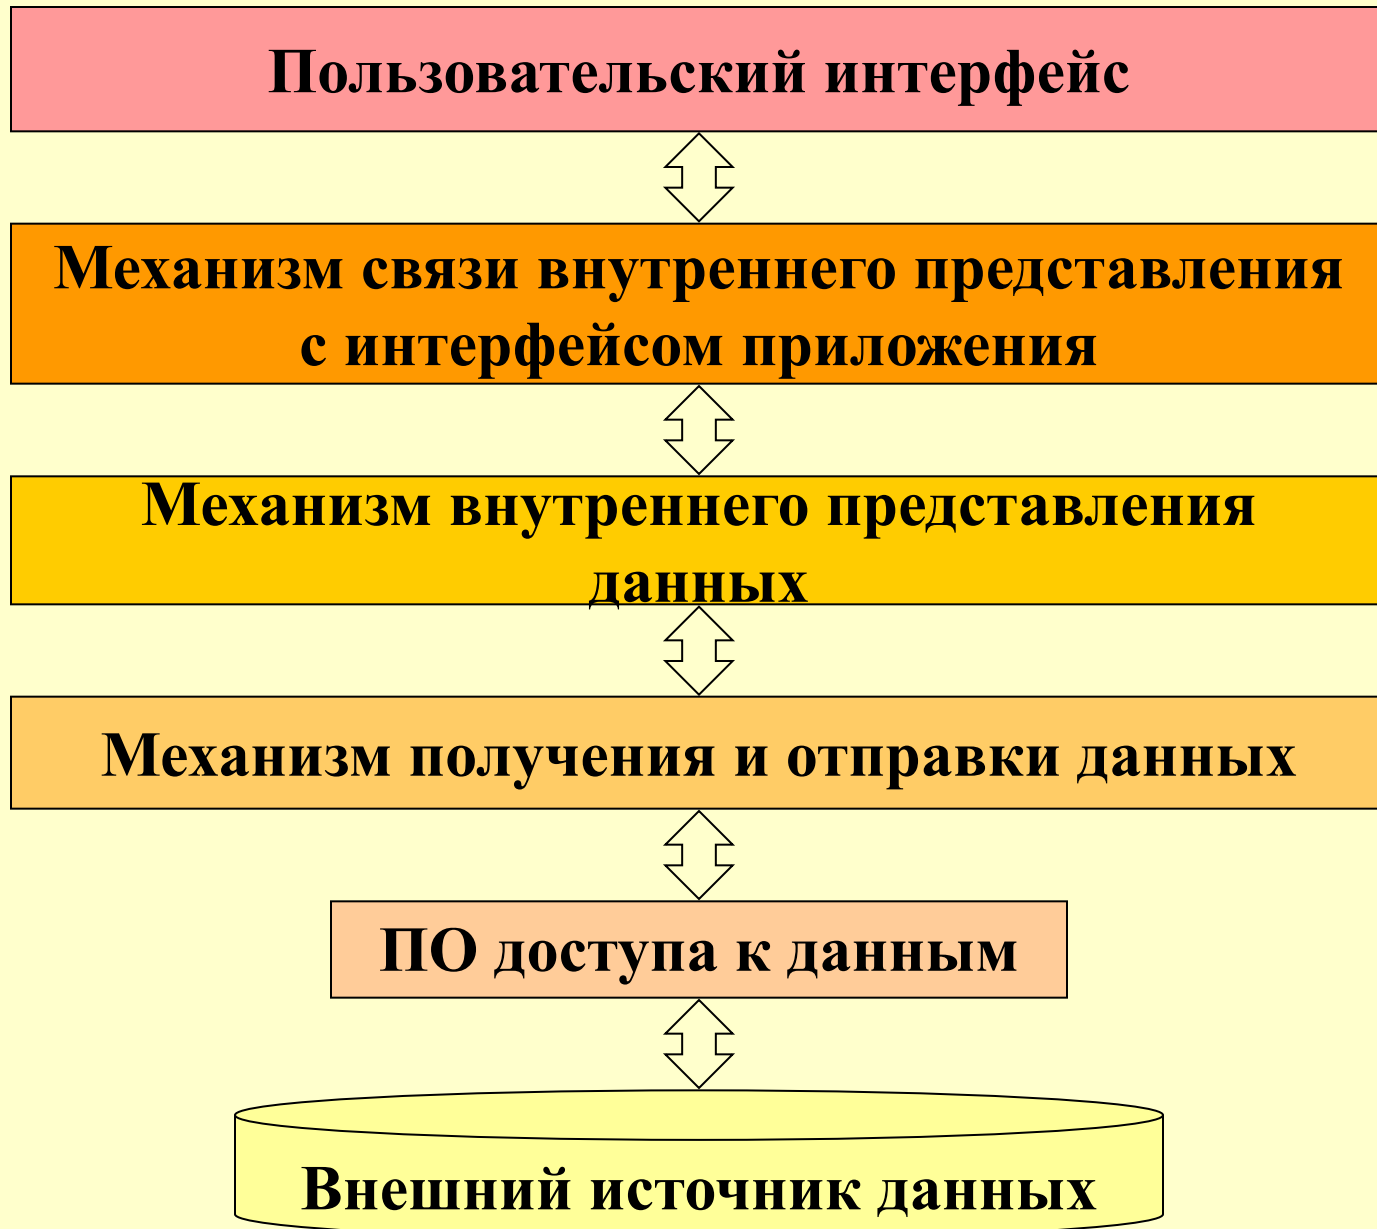 Пользовательский интерфейс
Механизм связи внутреннего представления
с интерфейсом приложения
Механизм внутреннего представления
данных
Механизм получения и отправки данных
ПО доступа к данным
Внешний источник данных